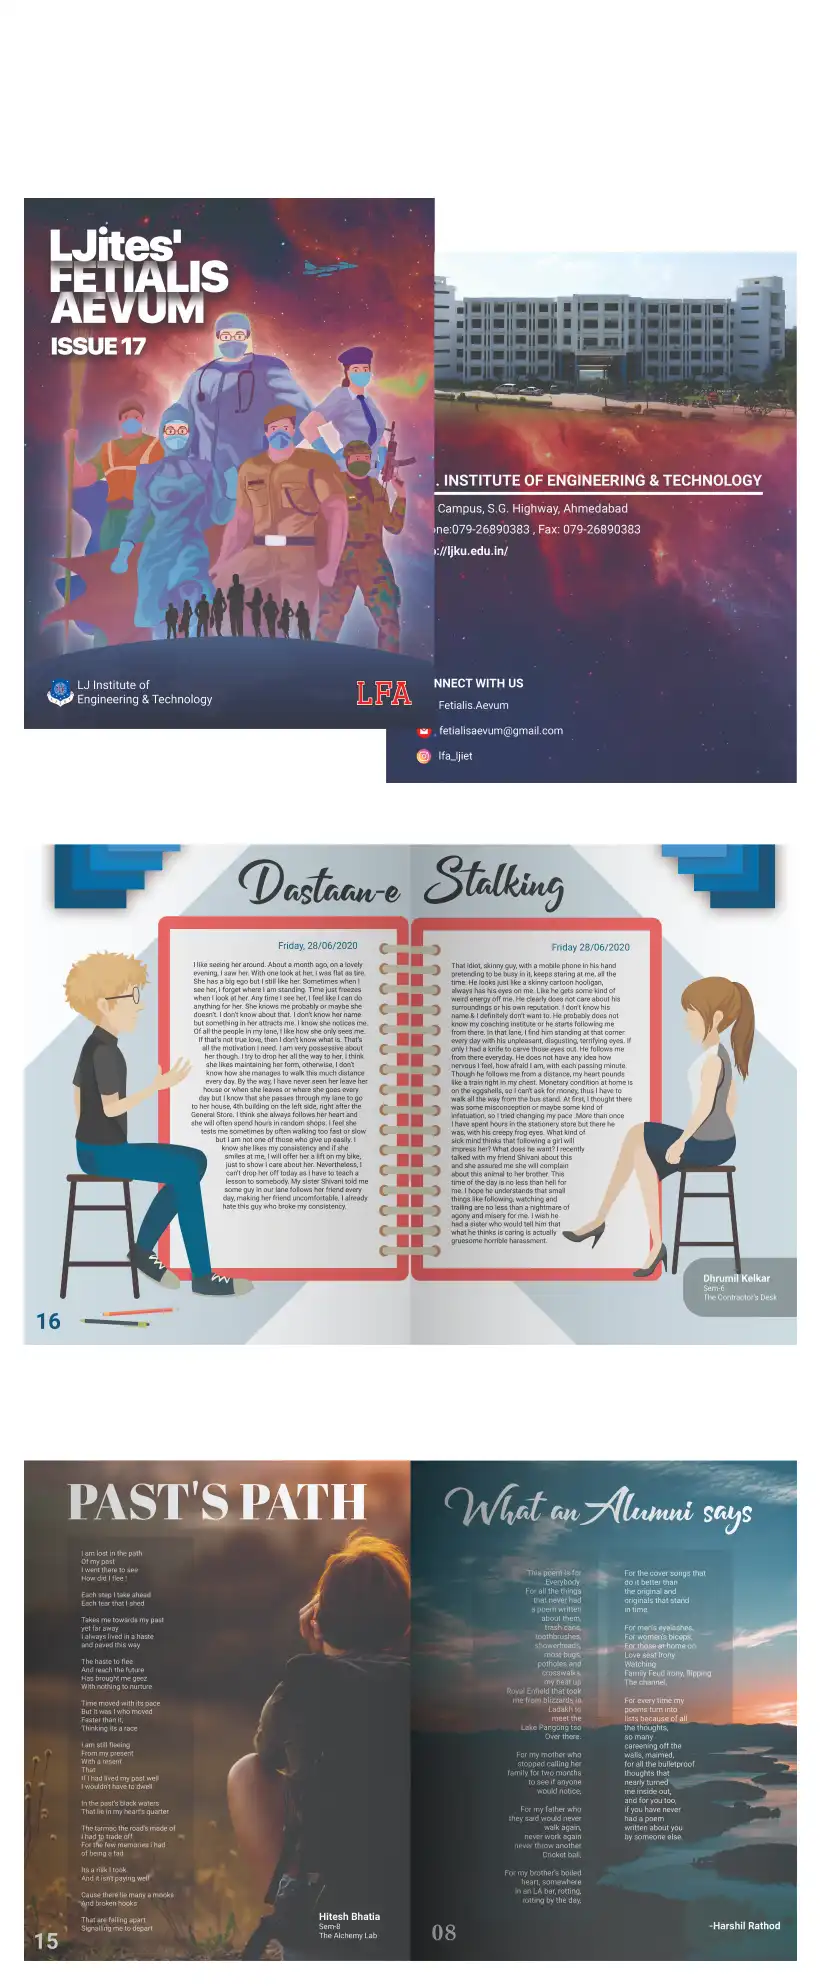 LJites'
FETIALIS
AEVUM
ISSUE 17
LJ Institute of
Engineering & Technology
LFA
. INSTITUTE OF ENGINEERING & TECHNOLOGY
Campus, S.G. Highway, Ahmedabad
ne:079-26890383 , Fax: 079-26890383
://ljku.edu.in/
NNECT WITH US
Fetialis.Aevum
fetialisaevum@gmail.com
lfa_ljiet
Dastaan-e Stalking
Friday, 28/06/2020
I like seeing her around. About a month ago, on a lovely
evening, I saw her. With one look at her, i was flat as tire.
She has a big ego but I still like her. Sometimes when I
see her, I forget where I am standing. Time just freezes
when I look at her. Any time I see her, I feel like I can do
anything for her. She knows me probably or maybe she
doesn't. I don't know about that. I don't know her name
but something in her attracts me. I know she notices me.
Of all the people in my lane, I like how she only sees me.
If that's not true love, then I don't know what is. That's
all the motivation I need. I am very possessive about
her though. I try to drop her all the way to her. I think
she likes maintaining her form, otherwise, I don't
know how she manages to walk this much distance
every day. By the way, I have never seen her leave her
house or when she leaves or where she goes every
day but I know that she passes through my lane to go
to her house, 4th building on the left side, right after the
General Store. I think she always follows her heart and
she will often spend hours in random shops. I feel she
tests me sometimes by often walking too fast or slow
but I am not one of those who give up easily. I
know she likes my consistency and if she
smiles at me, I will offer her a lift on my bike,
just to show I care about her. Nevertheless, I
can't drop her off today as I have to teach a
lesson to somebody. My sister Shivani told me
some guy in our lane follows her friend every
day, making her friend uncomfortable. I already
hate this guy who broke my consistency.
Friday 28/06/2020
That Idiot, skinny guy, with a mobile phone in his hand
pretending to be busy in it, keeps staring at me, all the
time. He looks just like a skinny cartoon hooligan,
always has his eyes on me. Like he gets some kind of
weird energy off me. He clearly does not care about his
surroundings or his own reputation. I don't know his
name & I definitely don't want to. He probably does not
know my coaching institute or he starts following me
from there. In that lane, I find him standing at that corner
every day with his unpleasant, disgusting, terrifying eyes. If
only I had a knife to carve those eyes out. He follows me
from there everyday. He does not have any idea how
nervous I feel, how afraid I am, with each passing minute.
Though he follows me from a distance, my heart pounds
like a train right in my chest. Monetary condition at home is
on the eggshells, so I can't ask for money, thus I have to
walk all the way from the bus stand. At first, I thought there
was some misconception or maybe some kind of
infatuation, so I tried changing my pace .More than once
I have spent hours in the stationery store but there he
was, with his creepy frog eyes. What kind of
sick mind thinks that following a girl will
impress her? What does he want? I recently
talked with my friend Shivani about this
and she assured me she will complain
about this animal to her brother. This
time of the day is no less than hell for
me. I hope he understands that small
things like following, watching and
trailing are no less than a nightmare of
agony and misery for me. I wish he
had a sister who would tell him that
what he thinks is caring is actually
gruesome horrible harassment.
Dhrumil Kelkar
Sem-6
The Contractor's Desk
16
PAST'S PATH
I am lost in the path
Of my past
I went there to see
How did I flee !
Each step I take ahead
Each tear that I shed
Takes me towards my past
yet far away
I always lived in a haste
and paved this way
The haste to flee
And reach the future
Has brought me geez
With nothing to nurture
Time moved with its pace
But it was I who moved
Faster than it,
Thinking its a race
I am still fleeing
From my present
With a resent
That
If I had lived my past well
I wouldn't have to dwell
In the past's black waters
That lie in my heart's quarter
The tarmac the road's made of
I had to trade off
For the few memories I had
of being a fad
Its a risk I took
And it isn't paying well
Cause there lie many a mooks
And broken hooks
That are falling apart
Signalling me to depart
Hitesh Bhatia
Sem-8
The Alchemy Lab
15
What an Alumni says
This poem is for
Everybody.
For all the things
that never had
a poem written
about them,
trash cans,
toothbrushes,
showerheads,
most bugs,
potholes and
crosswalks,
my beat up
Royal Enfield that took
me from blizzards in
Ladakh to
meet the
Lake Pangong tso
Over there.
For my mother who
stopped calling her
family for two months
to see if anyone
would notice,
For my father who
they said would never
walk again,
never work again
never throw another
Cricket ball.
For my brother's boiled
heart, somewhere
in an LA bar, rotting,
rotting by the day,
For the cover songs that
do it better than
the original and
originals that stand
in time.
For men's eyelashes,
For women's biceps,
For those at home on
Love seat Irony
Watching
Family Feud irony, flipping
The channel.
For every time my
poems turn into
lists because of all
the thoughts,
so many
careening off the
walls, maimed,
for all the bulletproof
thoughts that
nearly turned
me inside out,
and for you too,
if you have never
had a poem
written about you
by someone else.
-Harshil Rathod
08